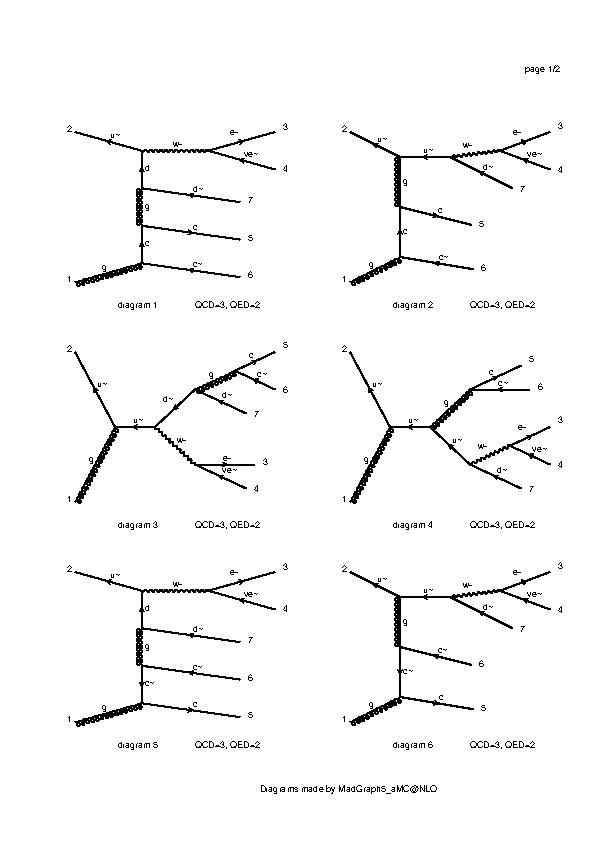 page 1/2
2 u~ w- e- 3
ve~ 4
d
d~ 7
g
c 5
c
1 g c~ 6
diagram 1 QCD=3, QED=2
2 u~ u~ w- e- 3
ve~ 4
g d~ 7
c 5
c
1 g c~ 6
diagram 2 QCD=3, QED=2
2 u~ g c 5
c~ 6
d~ d~ 7
u~
w-
g e- 3
ve~ 4
1
diagram 3 QCD=3, QED=2
2 u~ c 5
g c~ 6
u~ e- 3
w- ve~ 4
u~
g d~ 7
1
diagram 4 QCD=3, QED=2
2 u~ w- e- 3
ve~ 4
d
d~ 7
g
c~ 6
c~
1 g c 5
diagram 5 QCD=3, QED=2
2 u~ u~ w- e- 3
ve~ 4
g d~ 7
c~ 6
c~
1 g c 5
diagram 6 QCD=3, QED=2
Diagrams made by MadGraph5_aMC@NLO